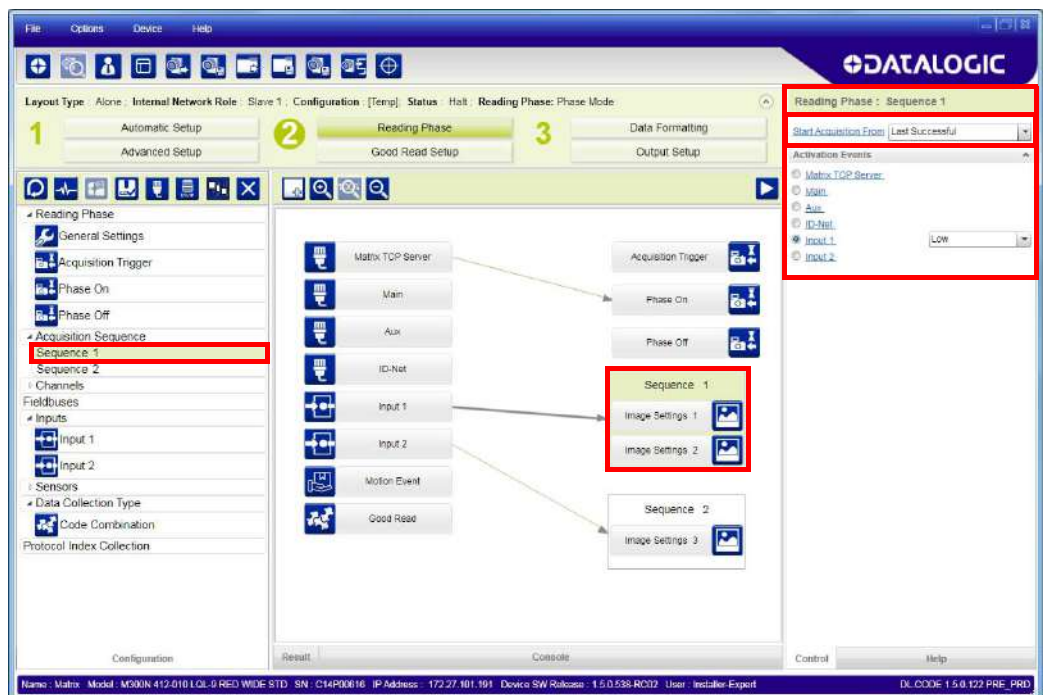 File Options Device Help
DATALOGIC
Layout Type : Alone ; Internal Network Role : Slave 1 ; Configuration : [Temp]; Status : Halt ; Reading Phase: Phase Mode
1 Automatic Setup
Advanced Setup
2 Reading Phase
Good Read Setup
3 Data Formatting
Output Setup
Reading Phase
General Settings
Acquisition Trigger
Phase On
Phase Off
Acquisition Sequence
Sequence 1
Sequence 2
Channels
Fieldbuses
Inputs
Input 1
Input 2
Sensors
Data Collection Type
Code Combination
Protocol Index Collection
Configuration
Matrix TCP Server
Main
Aux
ID-Net
Input 1
Input 2
Motion Event
Good Read
Acquisition Trigger
Phase On
Phase Off
Sequence 1
Image Settings 1
Image Settings 2
Sequence 2
Image Settings 3
Result Console
Reading Phase : Sequence 1
Start Acquisition From Last Successful
Activation Events
Matrix TCP Server
Main
Aux
ID-Net
Input 1 Low
Input 2
Control Help
Name : Matrix Model : M300N 412-010 LQL-9 RED WIDE STD SN : C14P00616 IP Address : 172.27.101.191 Device SW Release : 1.5.0.538-RC02 User : Installer-Expert DL.CODE 1.5.0.122 PRE_PRD